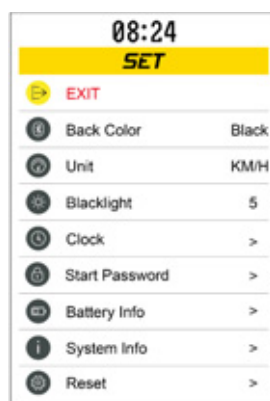 08:24
SET
EXIT
Back Color Black
Unit KM/H
Blacklight 5
Clock >
Start Password >
Battery Info >
System Info >
Reset >